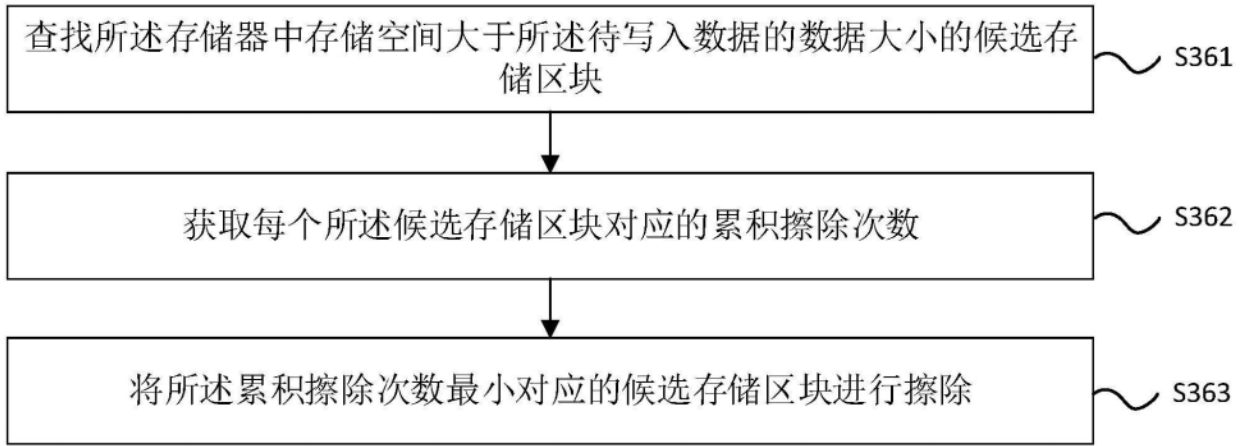 查找所述存储器中存储空间大于所述待写入数据的数据大小的候选存
储区块
S361
获取每个所述候选存储区块对应的累积擦除次数
S362
将所述累积擦除次数最小对应的候选存储区块进行擦除
S363